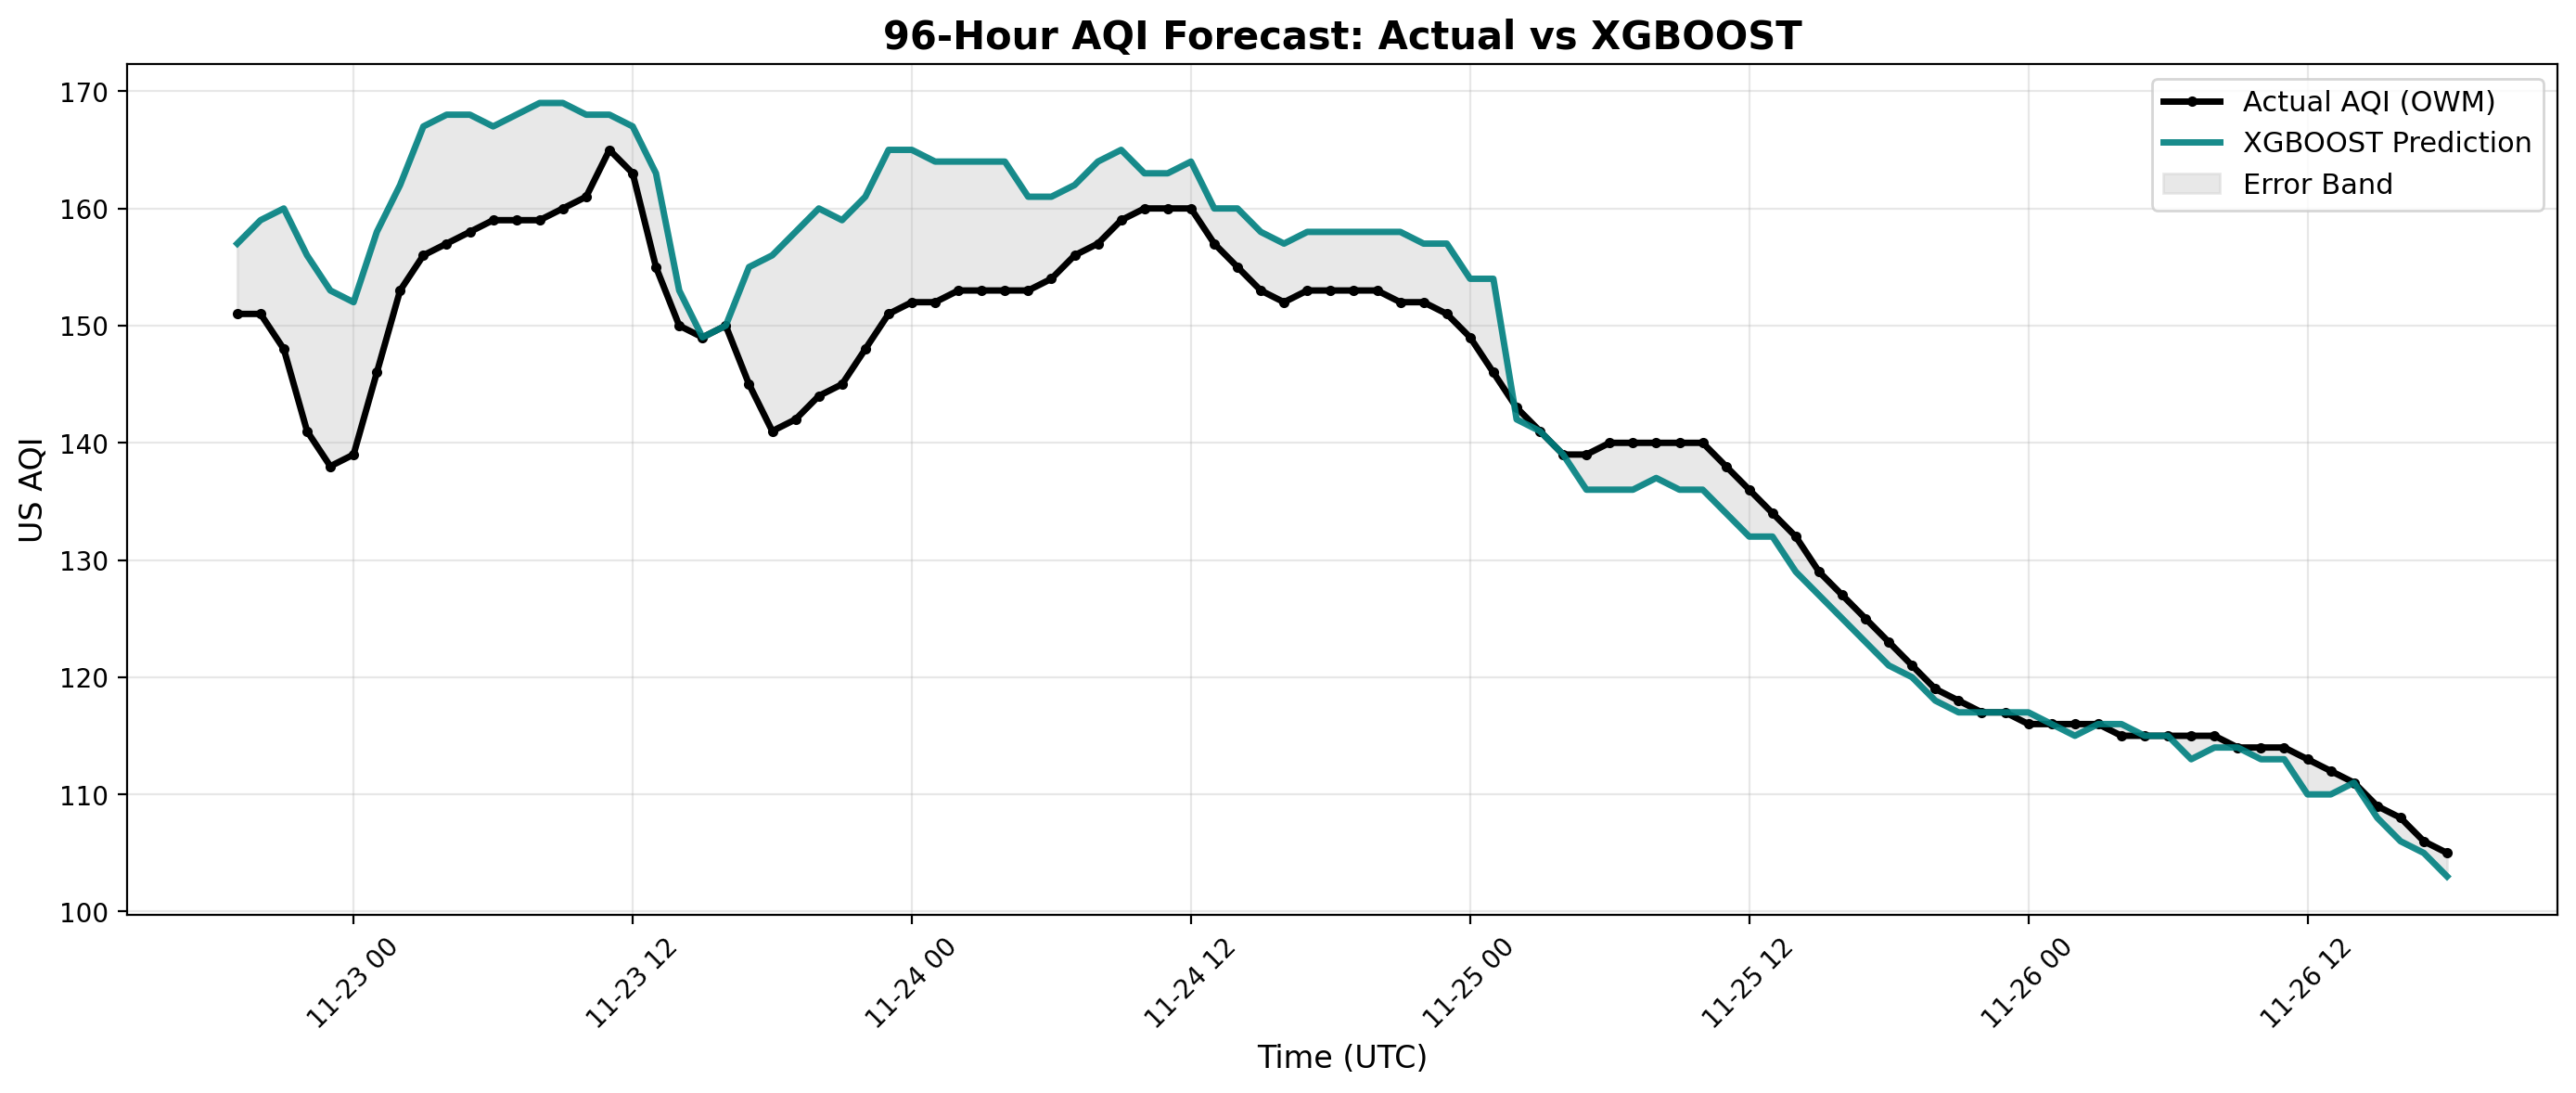 96-Hour AQI Forecast: Actual vs XGBOOST
Actual AQI (OWM)
XGBOOST Prediction
Error Band
US AQI
170
160
150
140
130
120
110
100
11-23 00
11-23 12
11-24 00
11-24 12
11-25 00
11-25 12
11-26 00
11-26 12
Time (UTC)